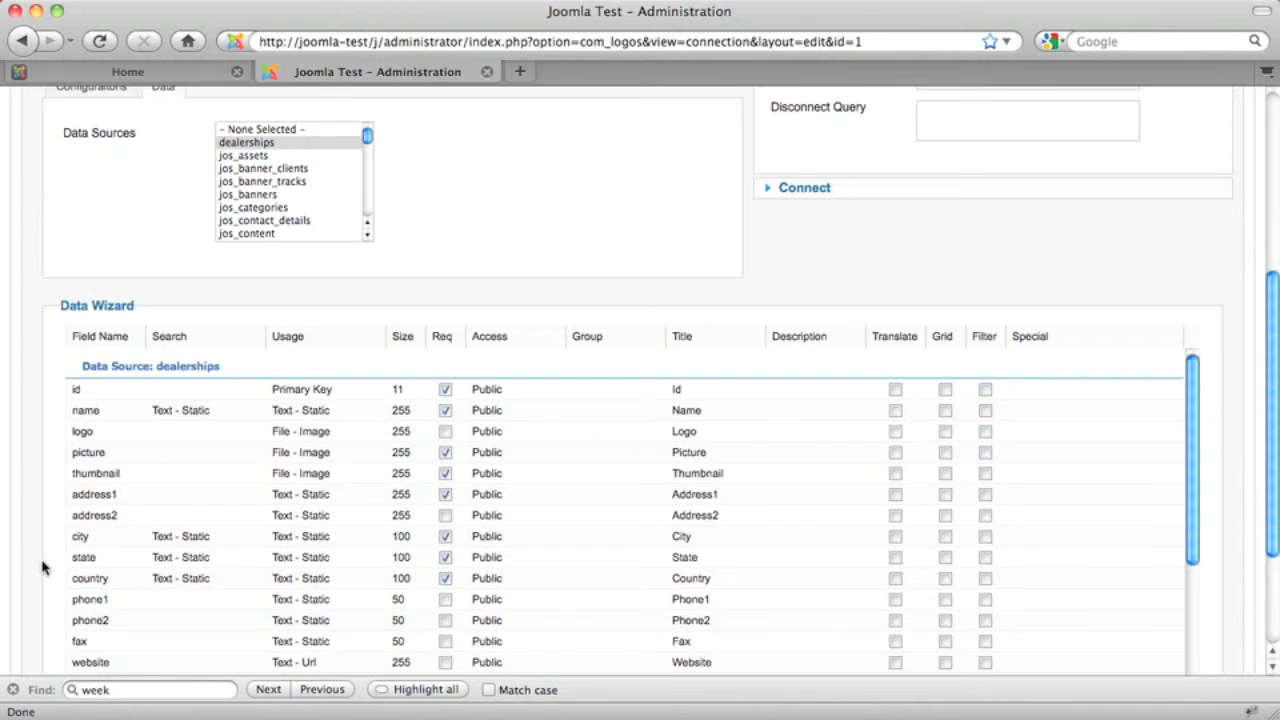 Joomla Test - Administration
http://joomla-test/j/administrator/index.php?option=com_logos&view=connection&layout=edit&id=1
Google
Home
Joomla Test - Administration
Configuraitons Data
Data Sources
- None Selected -
dealerships
jos_assets
jos_banner_clients
jos_banner_tracks
jos_banners
jos_categories
jos_contact_details
jos_content
Disconnect Query
Connect
Data Wizard
Field Name Search Usage Size Req Access Group Title Description Translate Grid Filter Special
Data Source: dealerships
id Primary Key 11 Public Id
name Text - Static Text - Static 255 Public Name
logo File - Image 255 Public Logo
picture File - Image 255 Public Picture
thumbnail File - Image 255 Public Thumbnail
address1 Text - Static 255 Public Address1
address2 Text - Static 255 Public Address2
city Text - Static Text - Static 100 Public City
state Text - Static Text - Static 100 Public State
country Text - Static Text - Static 100 Public Country
phone1 Text - Static 50 Public Phone1
phone2 Text - Static 50 Public Phone2
fax Text - Static 50 Public Fax
website Text - Url 255 Public Website
Find: week Next Previous Highlight all Match case
Done